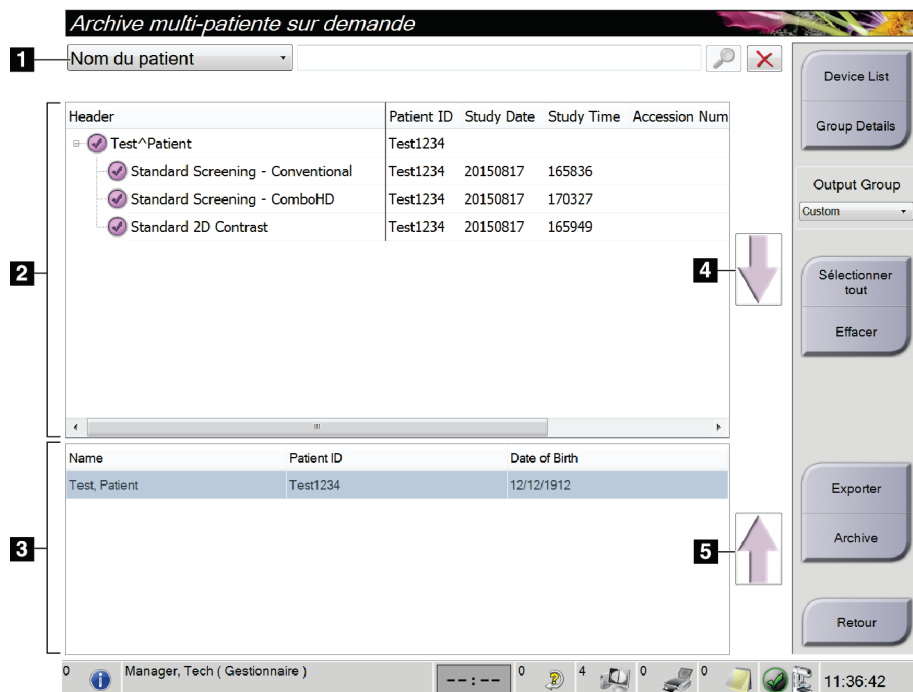 Archive multi-patiente sur demande
1
Nom du patient
Device List
Group Details
Output Group
Custom
Sélectionner
tout
Effacer
Exporter
Archive
Retour
2
Header Patient ID Study Date Study Time Accession Num
Test^Patient Test1234
Standard Screening - Conventional Test1234 20150817 165836
Standard Screening - ComboHD Test1234 20150817 170327
Standard 2D Contrast Test1234 20150817 165949
4
3
Name Patient ID Date of Birth
Test, Patient Test1234 12/12/1912
5
0 Manager, Tech ( Gestionnaire ) --:-- 0 4 0 0 11:36:42